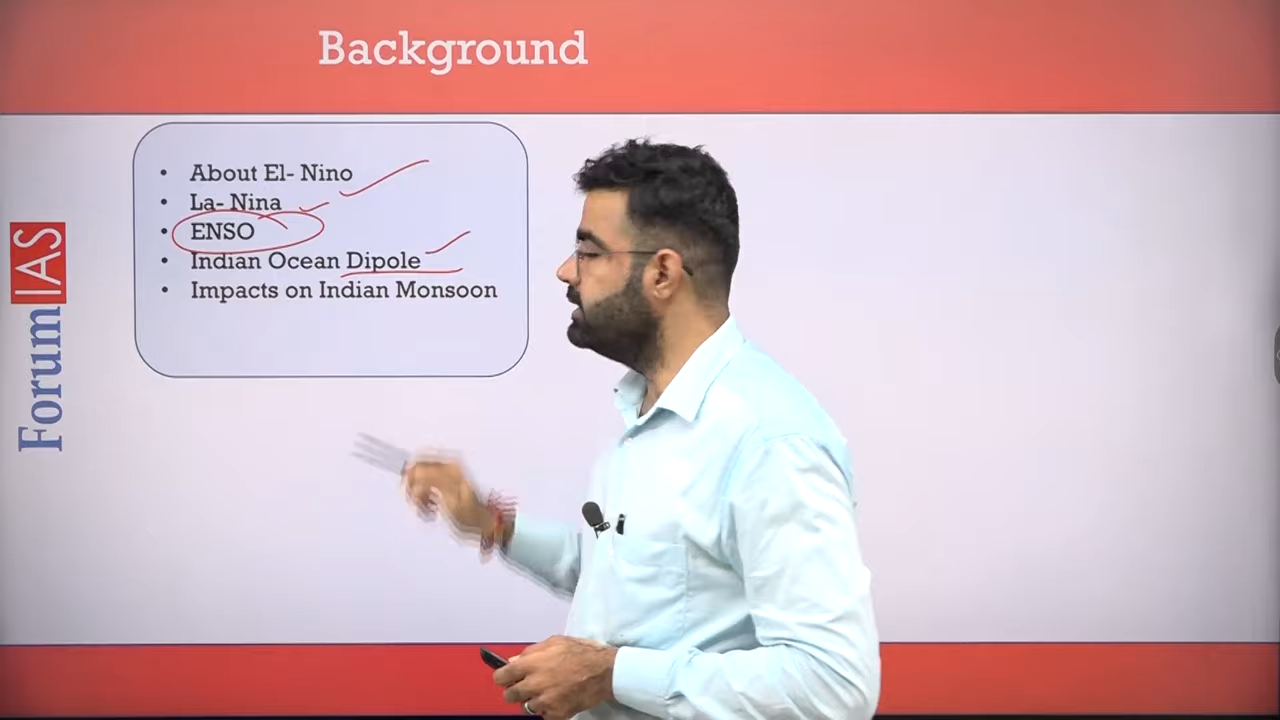 Background
• About El- Nino
• La- Nina
• ENSO
• Indian Ocean Dipole
• Impacts on Indian Monsoon
ForumIAS